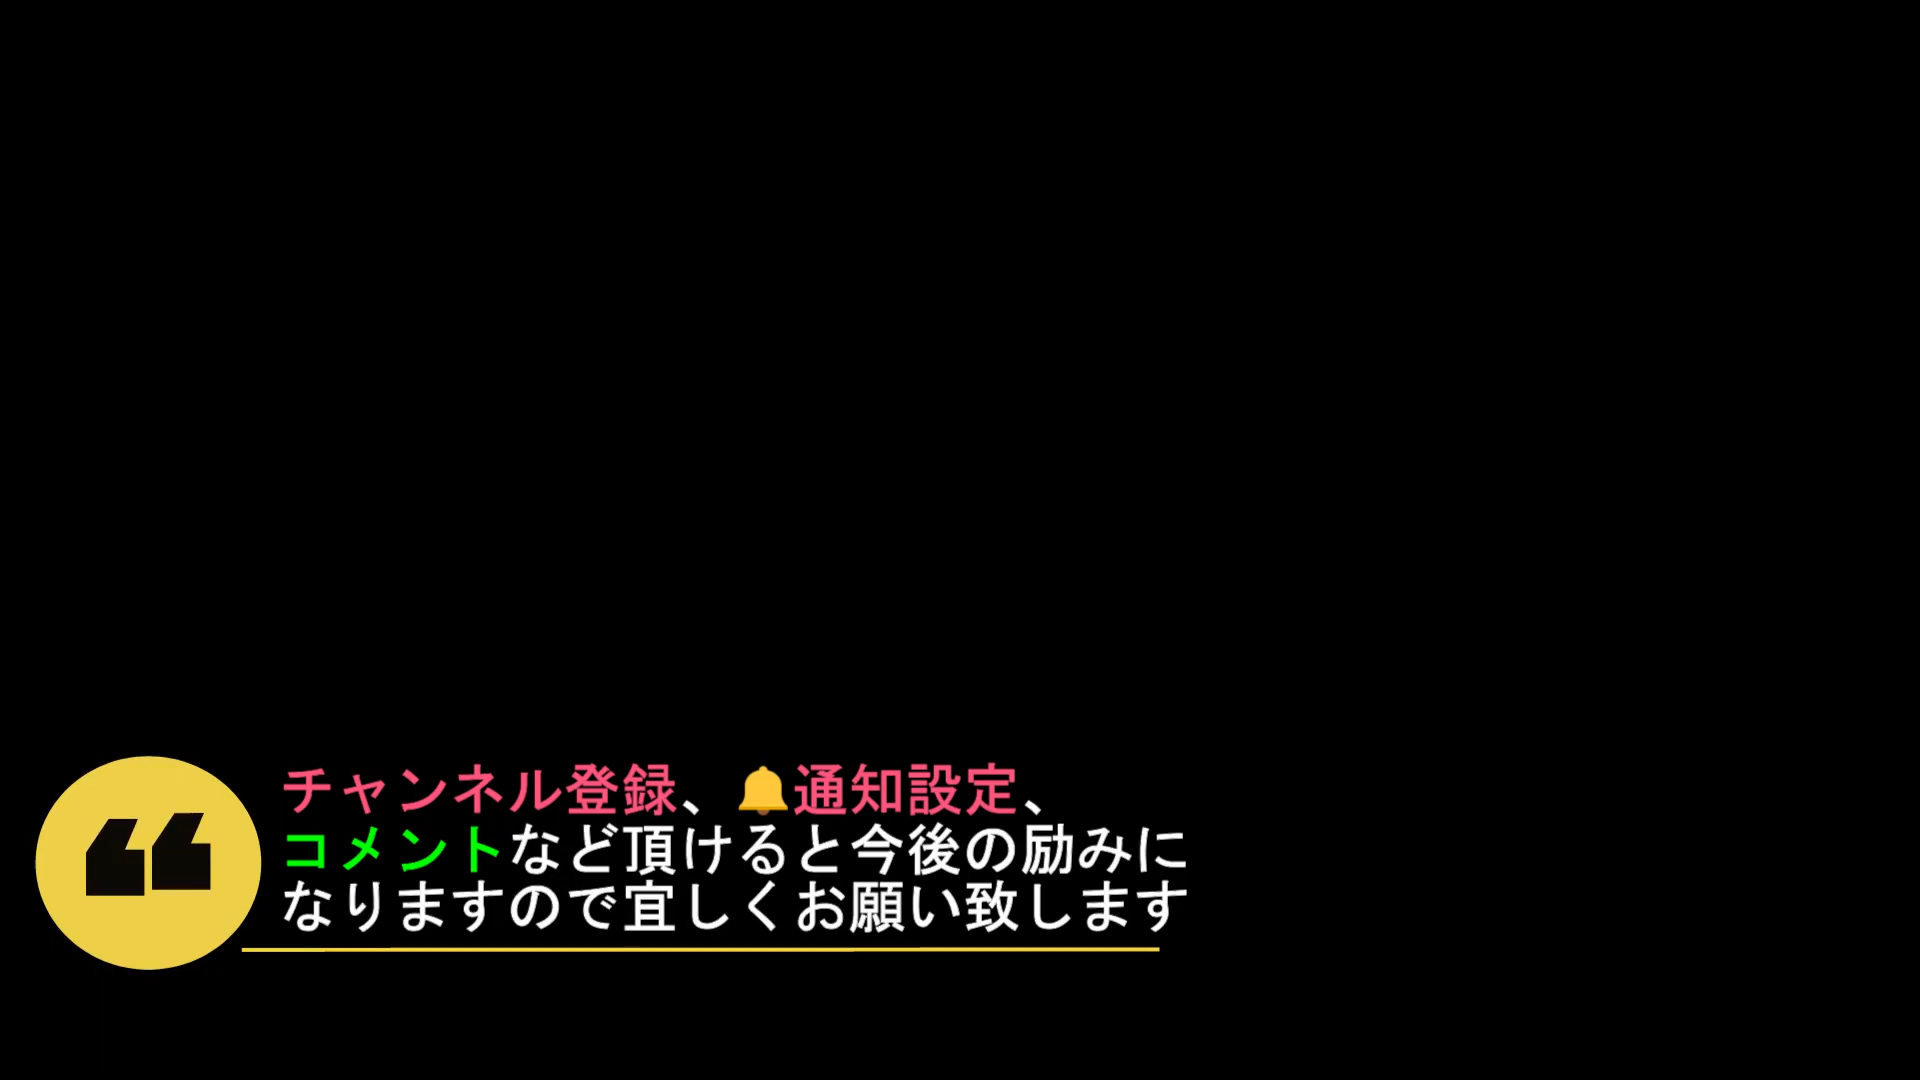 チャンネル登録、🔔通知設定、
コメントなど頂けると今後の励みに
なりますので宜しくお願い致します